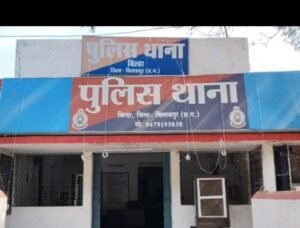 पुलिस थाना
बिल्हा
जिला - बिलासपुर (छ.ग.)
पुलिस थाना
बिल्हा, जिला - बिलासपुर (छ.ग.)
मो. 9479193038